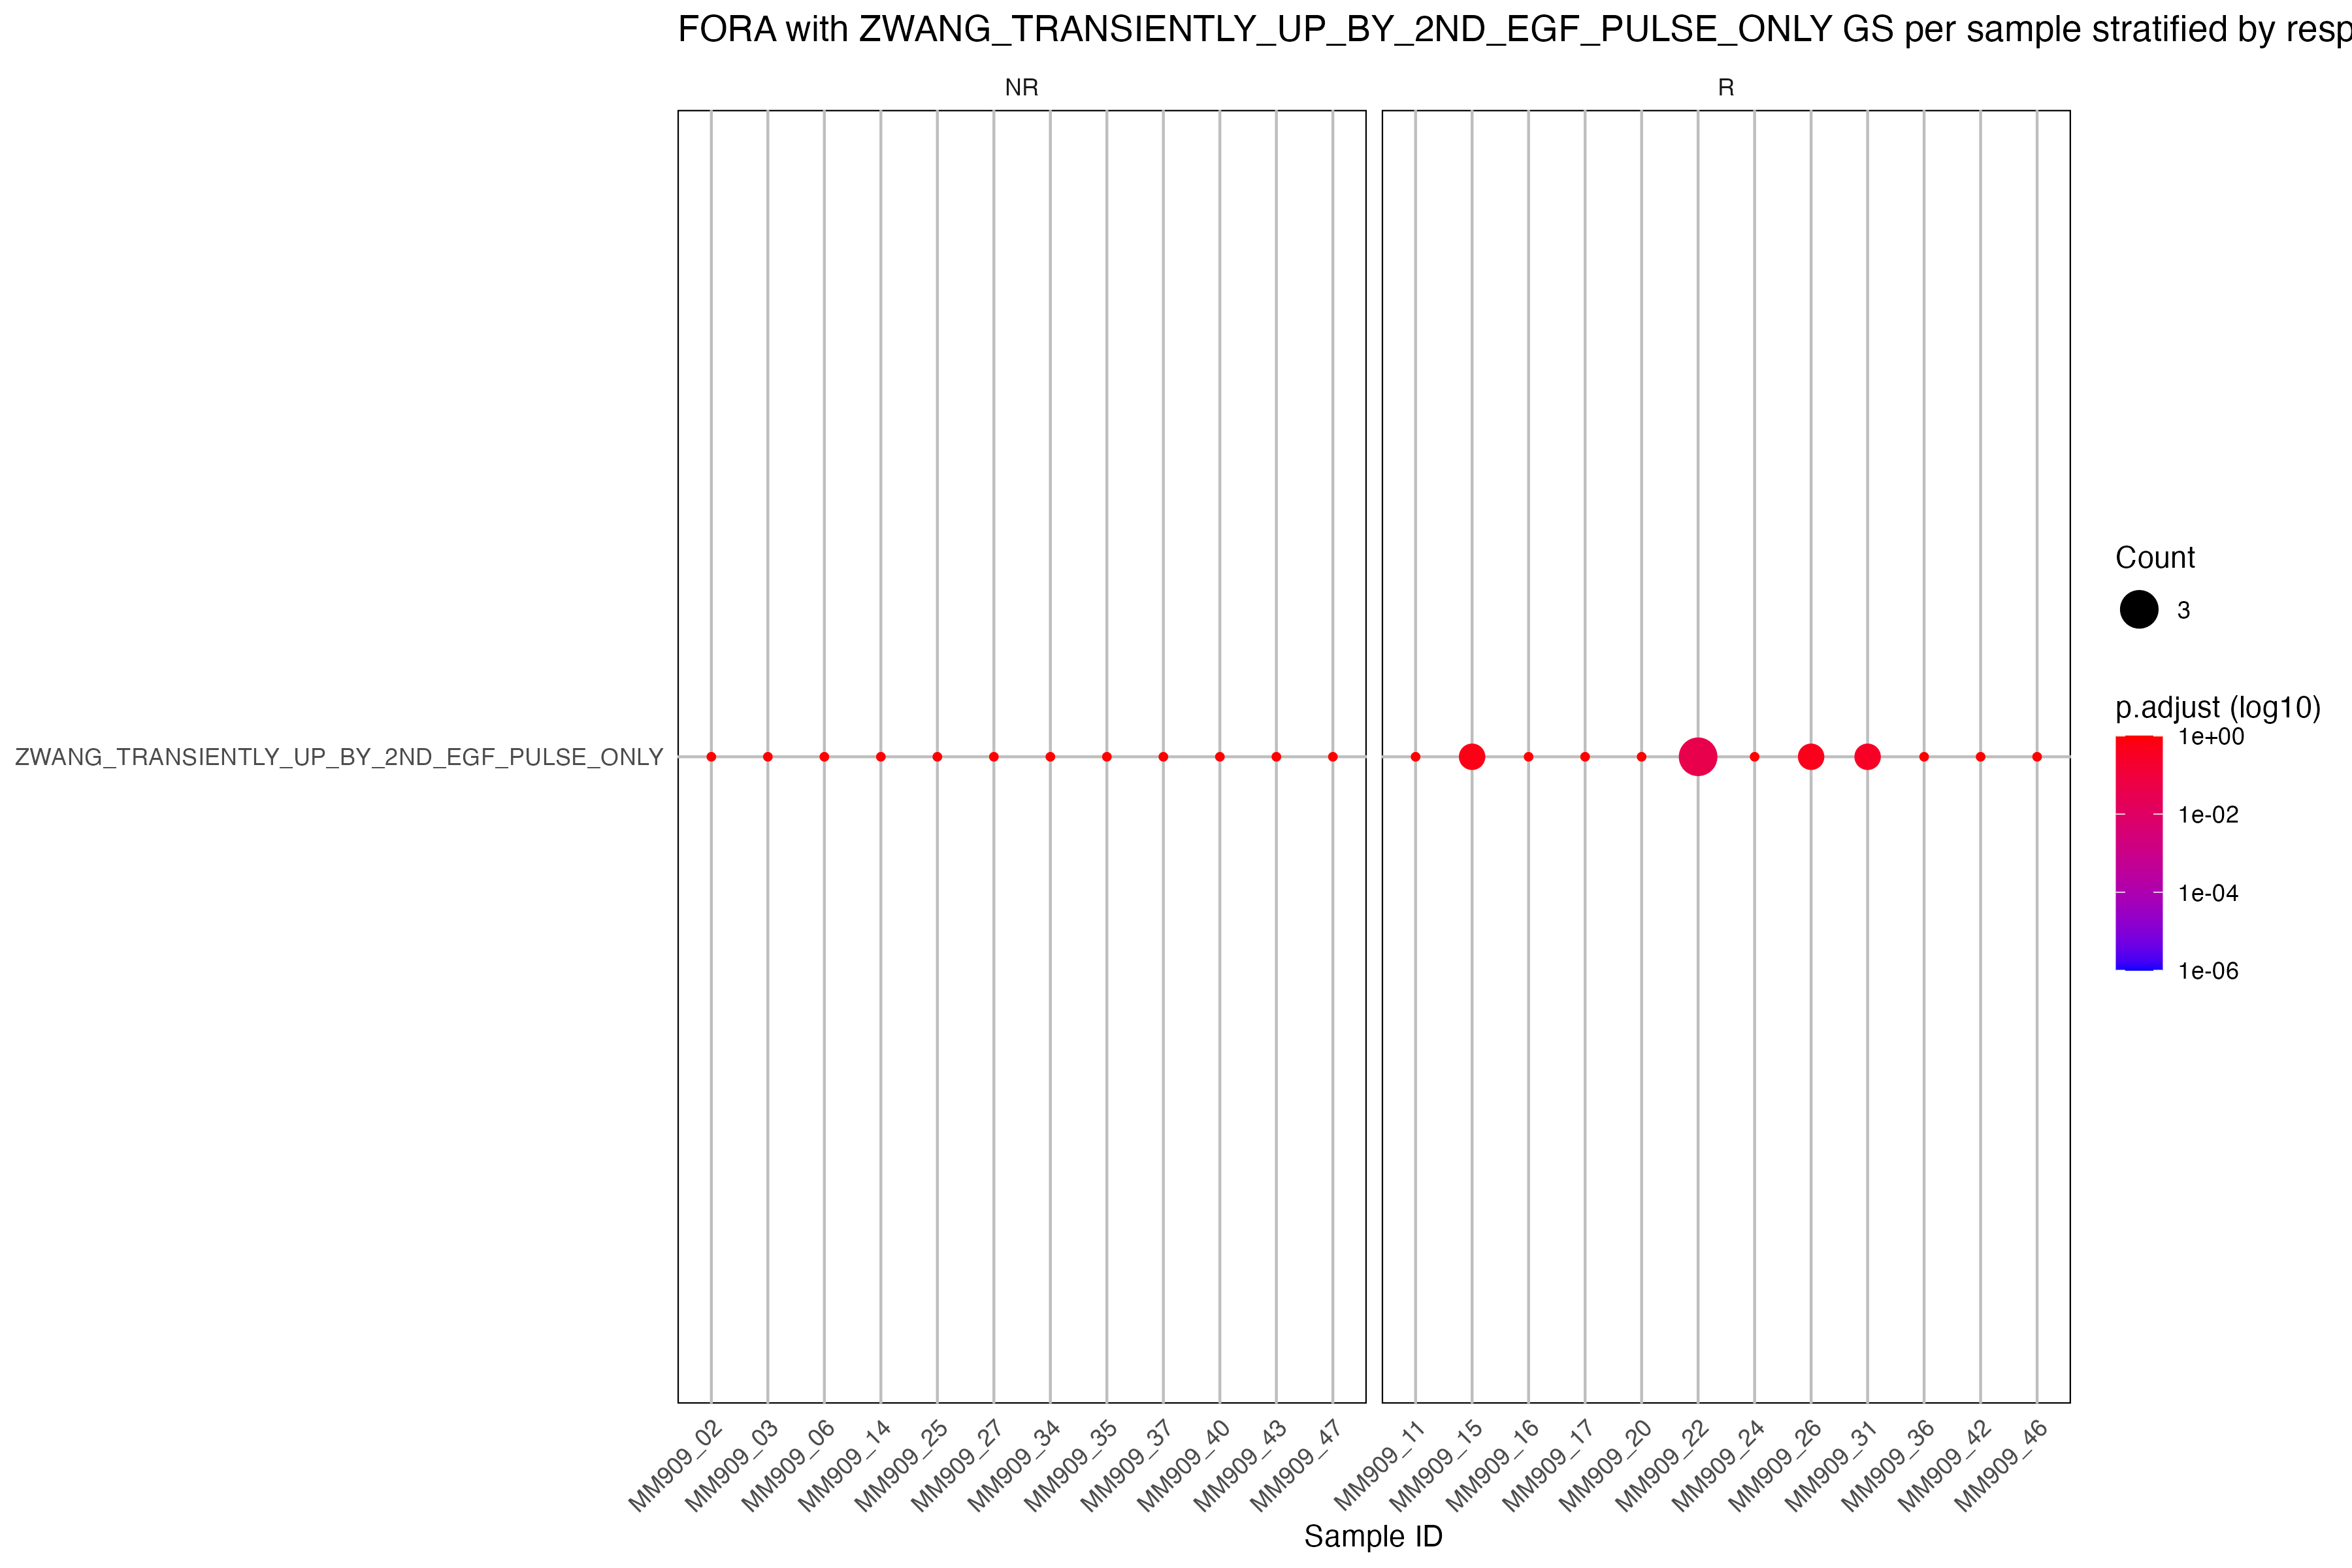 FORA with ZWANG_TRANSIENTLY_UP_BY_2ND_EGF_PULSE_ONLY GS per sample stratified by resp
NR
R
ZWANG_TRANSIENTLY_UP_BY_2ND_EGF_PULSE_ONLY
Count
3
p.adjust (log10)
1e+00
1e-02
1e-04
1e-06
MM909_02
MM909_03
MM909_06
MM909_14
MM909_25
MM909_27
MM909_34
MM909_35
MM909_37
MM909_40
MM909_43
MM909_47
MM909_11
MM909_15
MM909_16
MM909_17
MM909_20
MM909_22
MM909_24
MM909_26
MM909_31
MM909_36
MM909_42
MM909_46
Sample ID